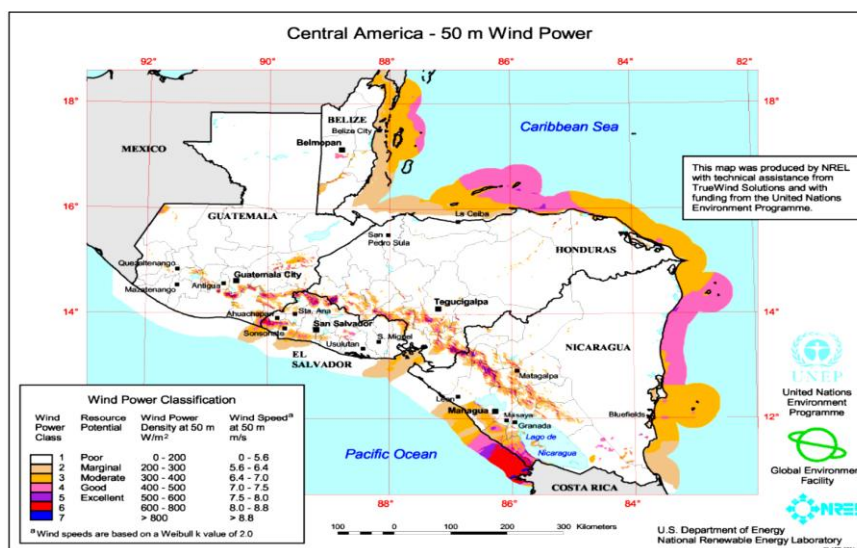 Central America - 50 m Wind Power
92° 90° 88° 86° 84° 82°
18° 18°
BELIZE
Belize City
Belmopan
Caribbean Sea
MEXICO
This map was produced by NREL
with technical assistance from
TrueWind Solutions and with
funding from the United Nations
Environment Programme.
16° 16°
GUATEMALA
La Ceiba
San
Pedro Sula
HONDURAS
Quezaltenango
Guatemala City
Mazatenango
Antigua
14° 14°
Tegucigalpa
Ahuachapan
Sta. Ana
San Salvador
Sonsonate
Usulutan
S. Miguel
NICARAGUA
EL
SALVADOR
Matagalpa
UNEP
United Nations
Environment
Programme
Leon
Managua
Masaya
Granada
Bluefields
12°
Lago de
Nicaragua
Pacific Ocean
Global Environment
Facility
COSTA RICA
88° 86° 84°
NREL
100 0 100 200 300 Kilometers
U.S. Department of Energy
National Renewable Energy Laboratory
Wind Power Classification
Wind Power Class Resource Potential Wind Power Density at 50 m W/m² Wind Speedᵃ at 50 m m/s
1 Poor 0 - 200 0 - 5.6
2 Marginal 200 - 300 5.6 - 6.4
3 Moderate 300 - 400 6.4 - 7.0
4 Good 400 - 500 7.0 - 7.5
5 Excellent 500 - 600 7.5 - 8.0
6 600 - 800 8.0 - 8.8
7 > 800 > 8.8
ᵃ Wind speeds are based on a Weibull k value of 2.0